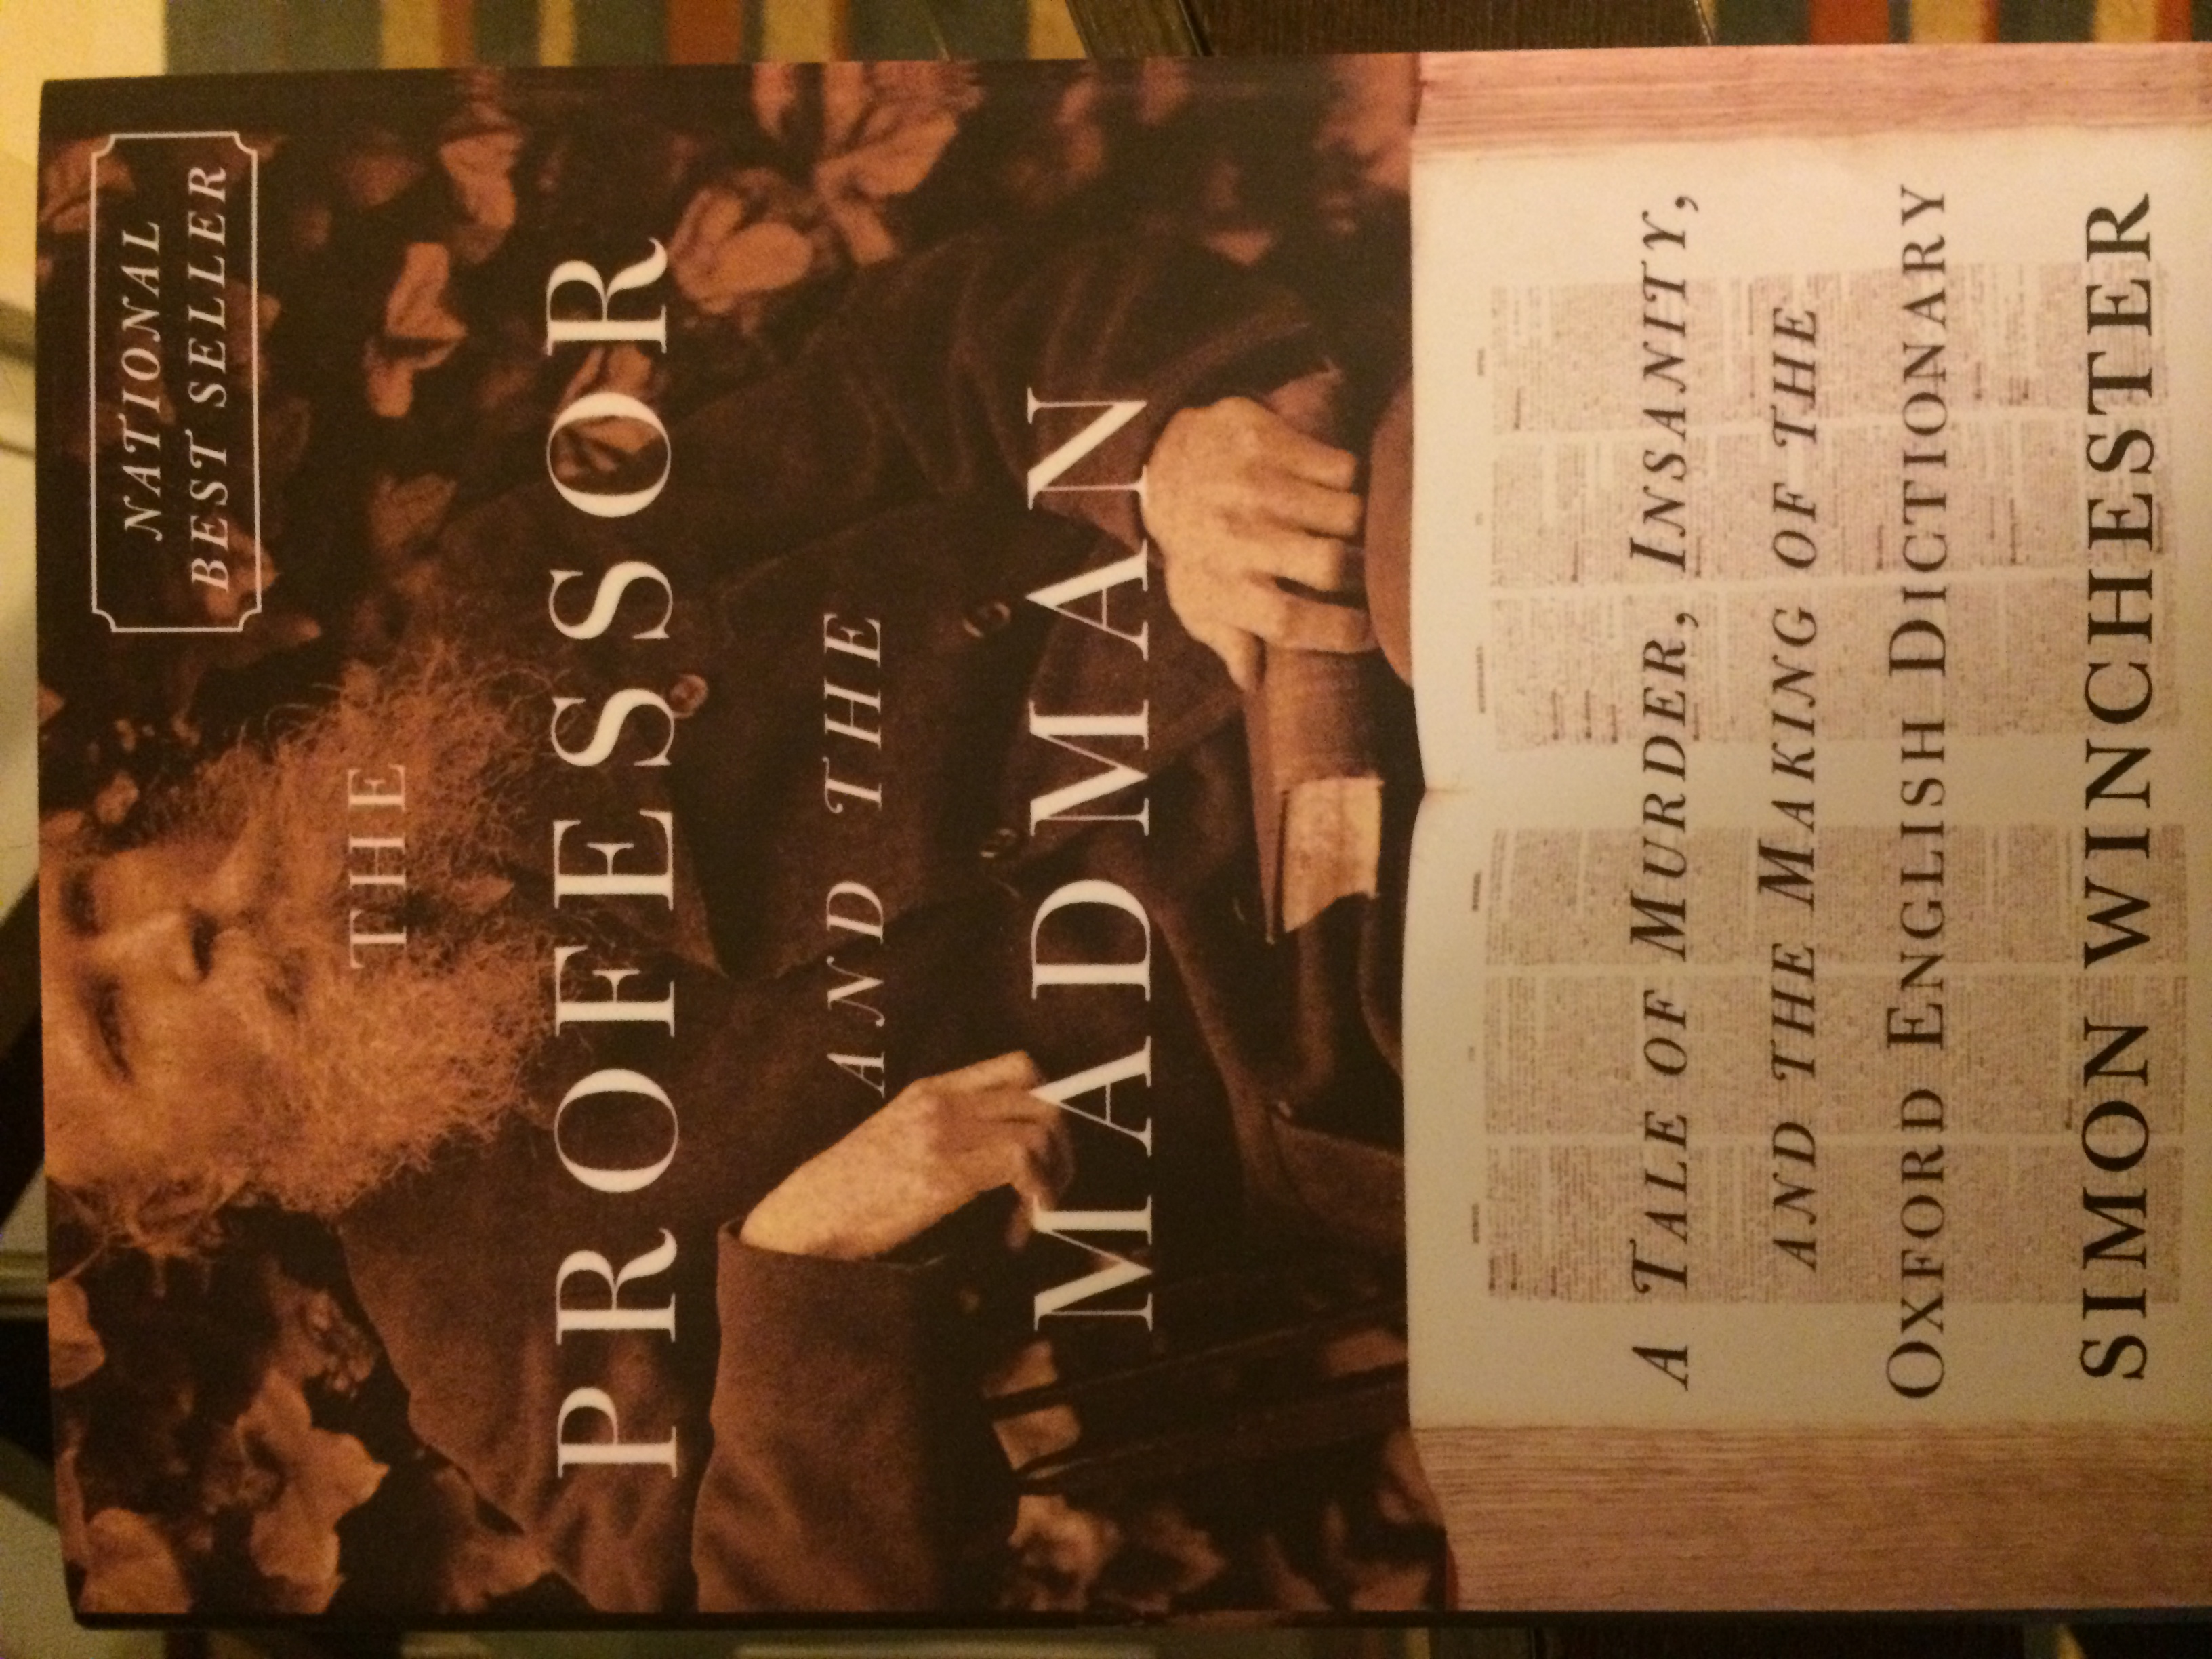 NATIONAL
BEST SELLER
THE
PROFESSOR
AND THE
MADMAN
A TALE OF MURDER, INSANITY,
AND THE MAKING OF THE
OXFORD ENGLISH DICTIONARY
SIMON WINCHESTER